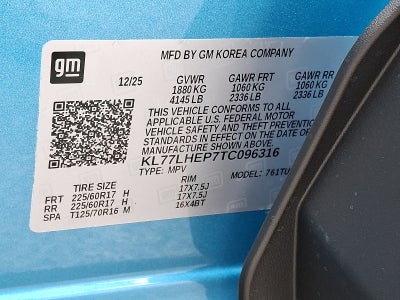 gm
MFD BY GM KOREA COMPANY
12/25 GVWR GAWR FRT GAWR RR
1880 KG 1060 KG 1060 KG
4145 LB 2336 LB 2336 LB
THIS VEHICLE CONFORMS TO ALL
APPLICABLE U.S. FEDERAL MOTOR
VEHICLE SAFETY AND THEFT PREVENTION
STANDARDS IN EFFECT ON THE DATE OF
MANUFACTURE SHOWN ABOVE.
KL77LHEP7TC096316
TYPE: MPV MODEL: 761TU
TIRE SIZE RIM
FRT 225/60R17 H 17X7.5J
RR 225/60R17 H 17X7.5J
SPA T125/70R16 M 16X4BT